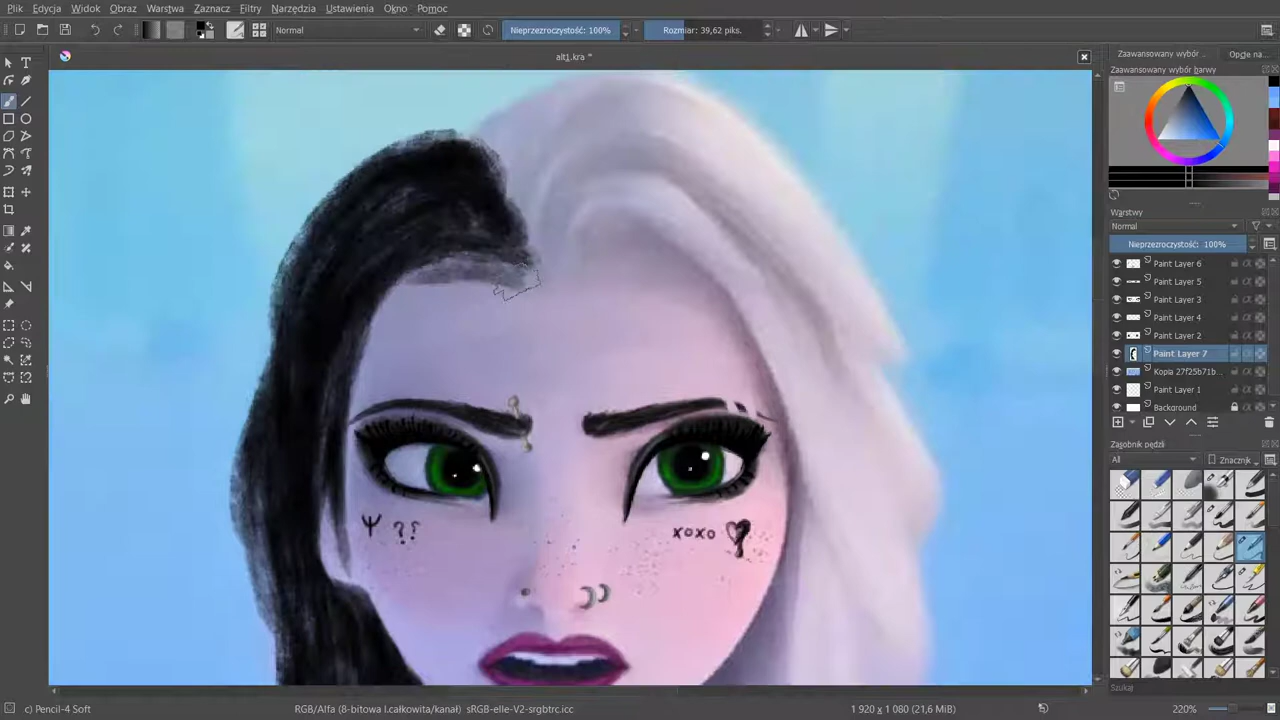 Plik Edycja Widok Obraz Warstwa Zaznacz Filtry Narzędzia Ustawienia Okno Pomoc
Normal Nieprzezroczystość: 100% Rozmiar: 39,62 piks.
alt1.kra *
Zaawansowany wybór ... Opcje na...
Zaawansowany wybór barwy
Warstwy
Normal
Nieprzezroczystość: 100%
Paint Layer 6
Paint Layer 5
Paint Layer 3
Paint Layer 4
Paint Layer 2
Paint Layer 7
Kopia 27f25b71b...
Paint Layer 1
Background
Zasobnik pędzli
All Znacznik
?? xoxo
Szukaj
c) Pencil-4 Soft RGB/Alfa (8-bitowa l.całkowita/kanał) sRGB-elle-V2-srgbtrc.icc 1 920 x 1 080 (21,6 MiB) 220%